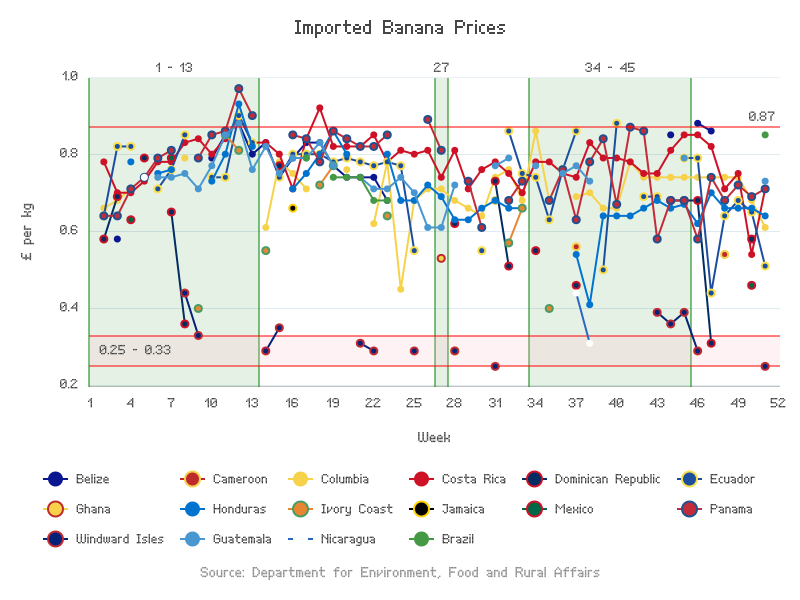 Imported Banana Prices
1 - 13
27
34 - 45
1.0
0.87
0.8
0.6
£ per kg
0.4
0.25 - 0.33
0.2
1 4 7 10 13 16 19 22 25 28 31 34 37 40 43 46 49 52
Week
Belize Cameroon Columbia Costa Rica Dominican Republic Ecuador
Ghana Honduras Ivory Coast Jamaica Mexico Panama
Windward Isles Guatemala Nicaragua Brazil
Source: Department for Environment, Food and Rural Affairs